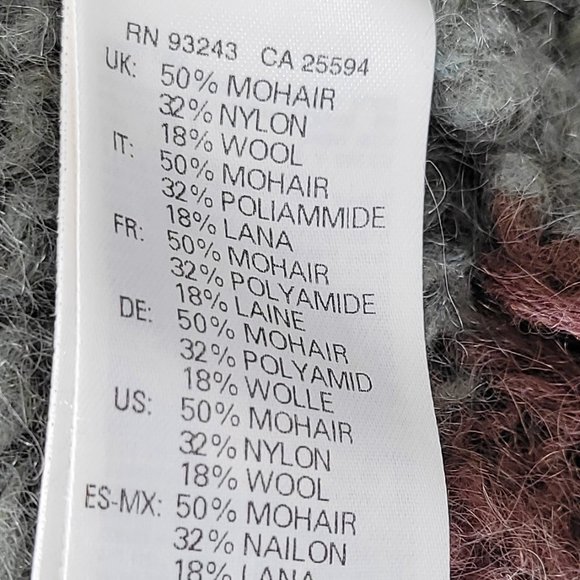 RN 93243 CA 25594
UK: 50% MOHAIR
32% NYLON
18% WOOL
IT: 50% MOHAIR
32% POLIAMMIDE
18% LANA
FR: 50% MOHAIR
32% POLYAMIDE
18% LAINE
DE: 50% MOHAIR
32% POLYAMID
18% WOLLE
US: 50% MOHAIR
32% NYLON
18% WOOL
ES-MX: 50% MOHAIR
32% NAILON
18% LANA